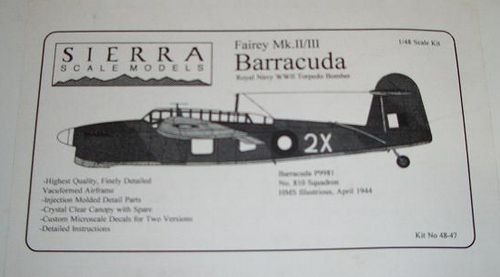 SIERRA
SCALE MODELS
Fairey Mk.II/III
Barracuda
Royal Navy WWII Torpedo Bomber
1/48 Scale Kit
2X
-Highest Quality, Finely Detailed
Vacuformed Airframe
-Injection Molded Detail Parts
-Crystal Clear Canopy with Spare
-Custom Microscale Decals for Two Versions
-Detailed Instructions
Barracuda P9981
No. 810 Squadron
HMS Illustrious, April 1944
Kit No 48-47